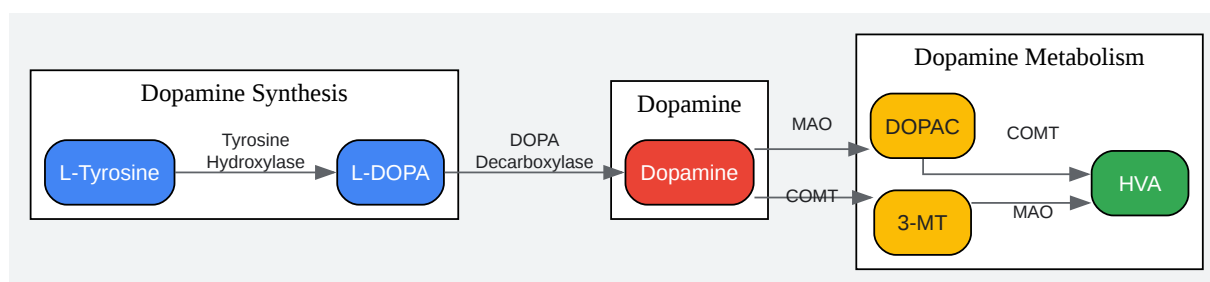 Dopamine Synthesis
L-Tyrosine
Tyrosine
Hydroxylase
L-DOPA
DOPA
Decarboxylase
Dopamine
Dopamine
MAO
COMT
Dopamine Metabolism
DOPAC
COMT
3-MT
MAO
HVA